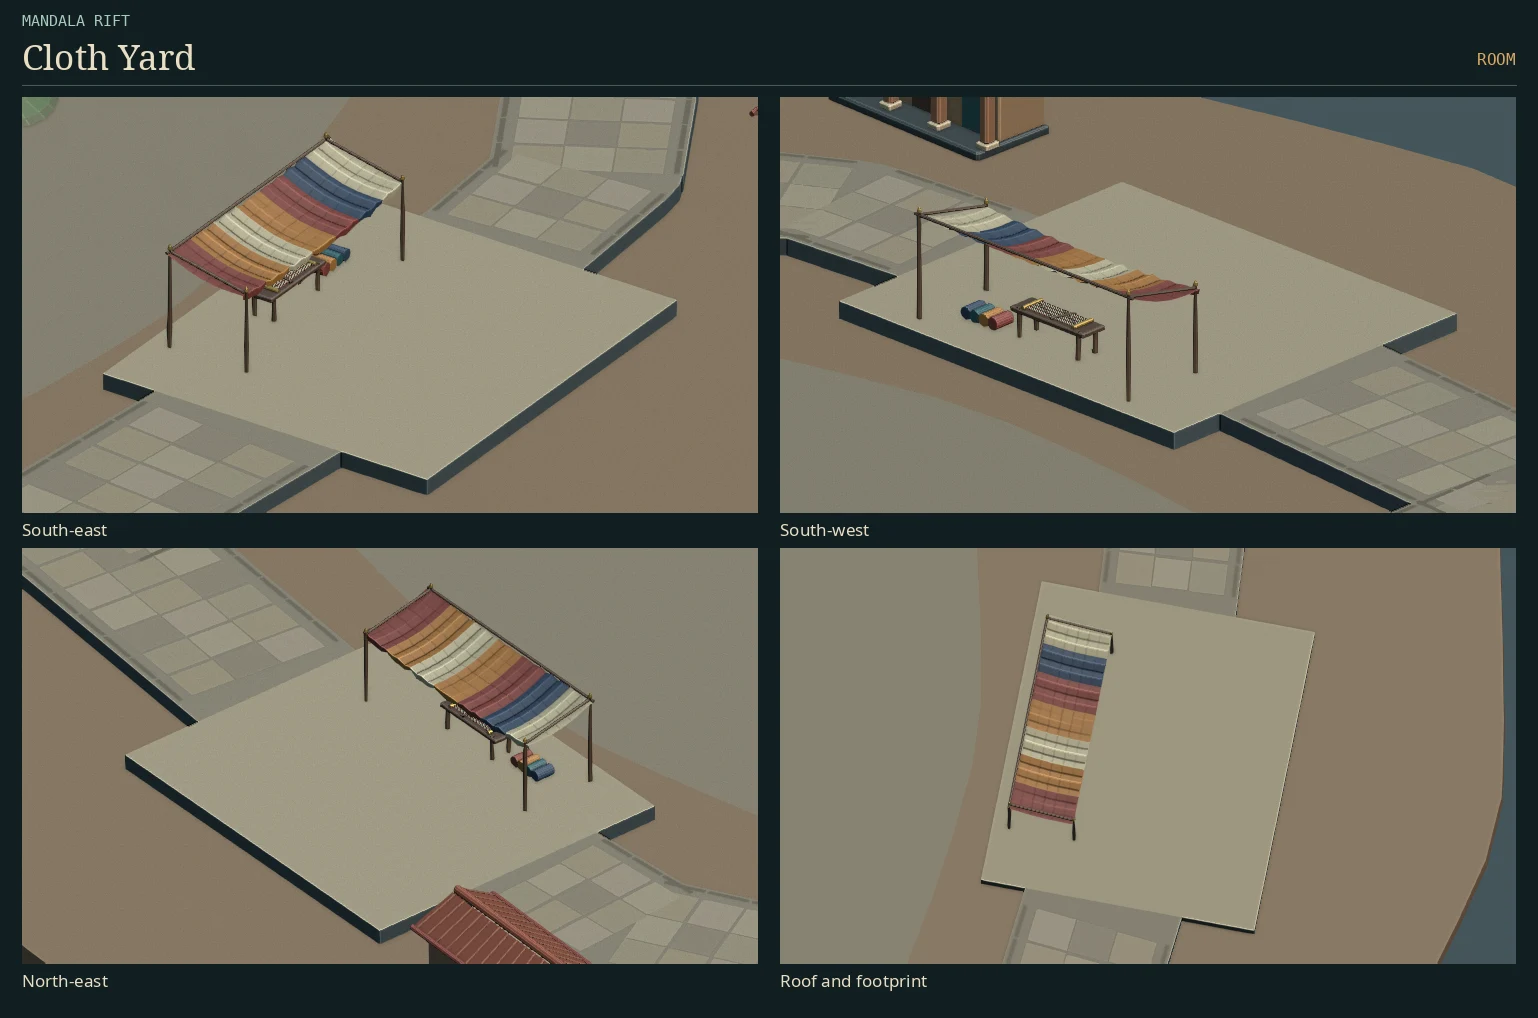 MANDALA RIFT
Cloth Yard
ROOM
South-east
South-west
North-east
Roof and footprint